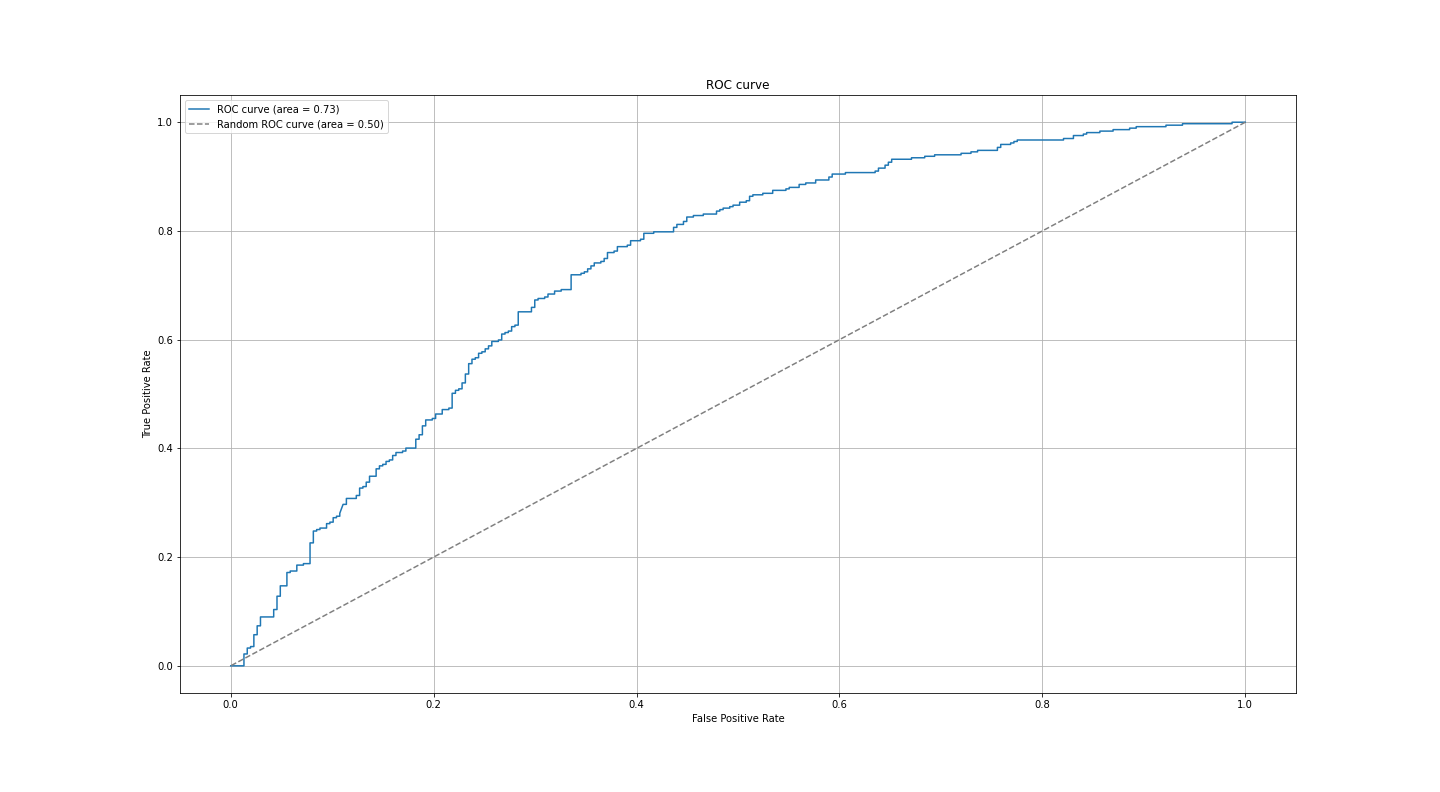 ROC curve
ROC curve (area = 0.73)
Random ROC curve (area = 0.50)
1.0
0.8
0.6
0.4
0.2
0.0
True Positive Rate
0.0 0.2 0.4 0.6 0.8 1.0
False Positive Rate